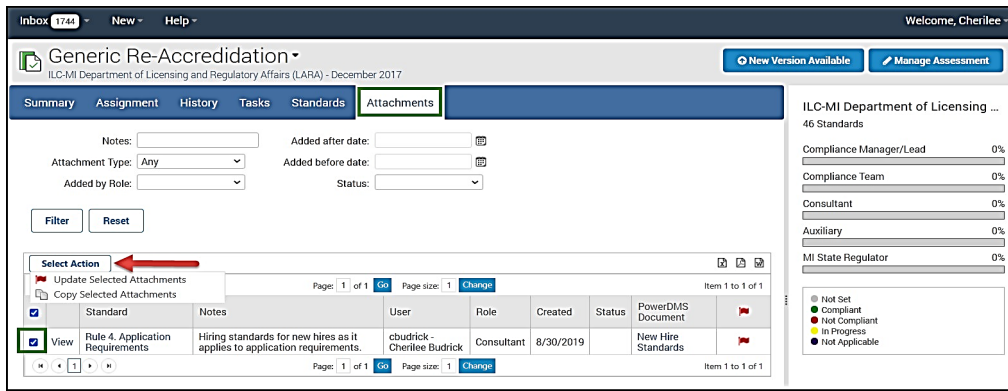 Inbox 1744 New Help Welcome, Cherilee
Generic Re-Accredidation
ILC-MI Department of Licensing and Regulatory Affairs (LARA) - December 2017
New Version Available Manage Assessment
Summary Assignment History Tasks Standards Attachments
Notes: Added after date:
Attachment Type: Any Added before date:
Added by Role: Status:
Filter Reset
Select Action
Update Selected Attachments
Copy Selected Attachments
Page: 1 of 1 Go Page size: 1 Change Item 1 to 1 of 1
Standard Notes User Role Created Status PowerDMS Document
View Rule 4. Application Requirements Hiring standards for new hires as it applies to application requirements. cbudrick - Cherilee Budrick Consultant 8/30/2019 New Hire Standards
1 Page: 1 of 1 Go Page size: 1 Change Item 1 to 1 of 1
ILC-MI Department of Licensing ...
46 Standards
Compliance Manager/Lead 0%
Compliance Team 0%
Consultant 0%
Auxiliary 0%
MI State Regulator 0%
Not Set
Compliant
Not Compliant
In Progress
Not Applicable